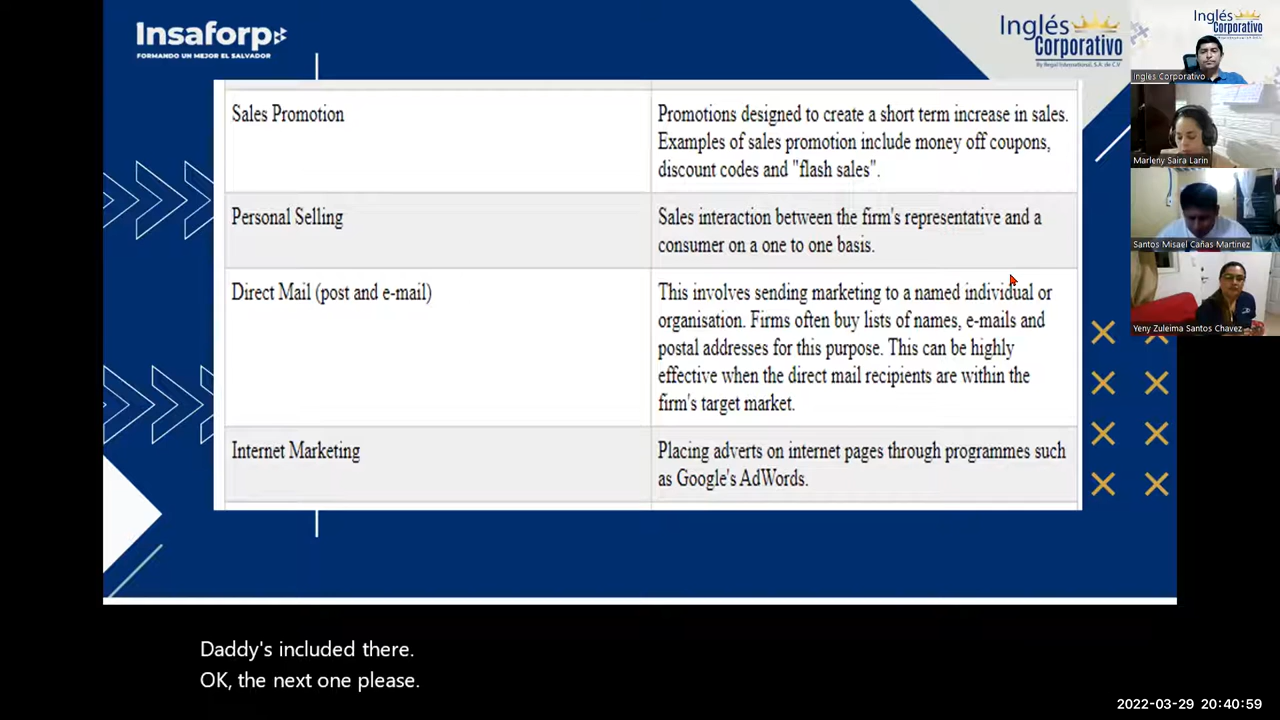 Insaforp
FORMANDO UN MEJOR EL SALVADOR
Inglés
Corporativo
By Regal International, S.A. de C.V
Sales Promotion
Promotions designed to create a short term increase in sales.
Examples of sales promotion include money off coupons,
discount codes and "flash sales".
Personal Selling
Sales interaction between the firm's representative and a
consumer on a one to one basis.
Direct Mail (post and e-mail)
This involves sending marketing to a named individual or
organisation. Firms often buy lists of names, e-mails and
postal addresses for this purpose. This can be highly
effective when the direct mail recipients are within the
firm's target market.
Internet Marketing
Placing adverts on internet pages through programmes such
as Google's AdWords.
Inglés
Corporativo
Ingles Corporativo
Marleny Saira Larin
Santos Misael Cañas Martinez
Yeny Zuleima Santos Chavez
Daddy's included there.
OK, the next one please.
2022-03-29 20:40:59